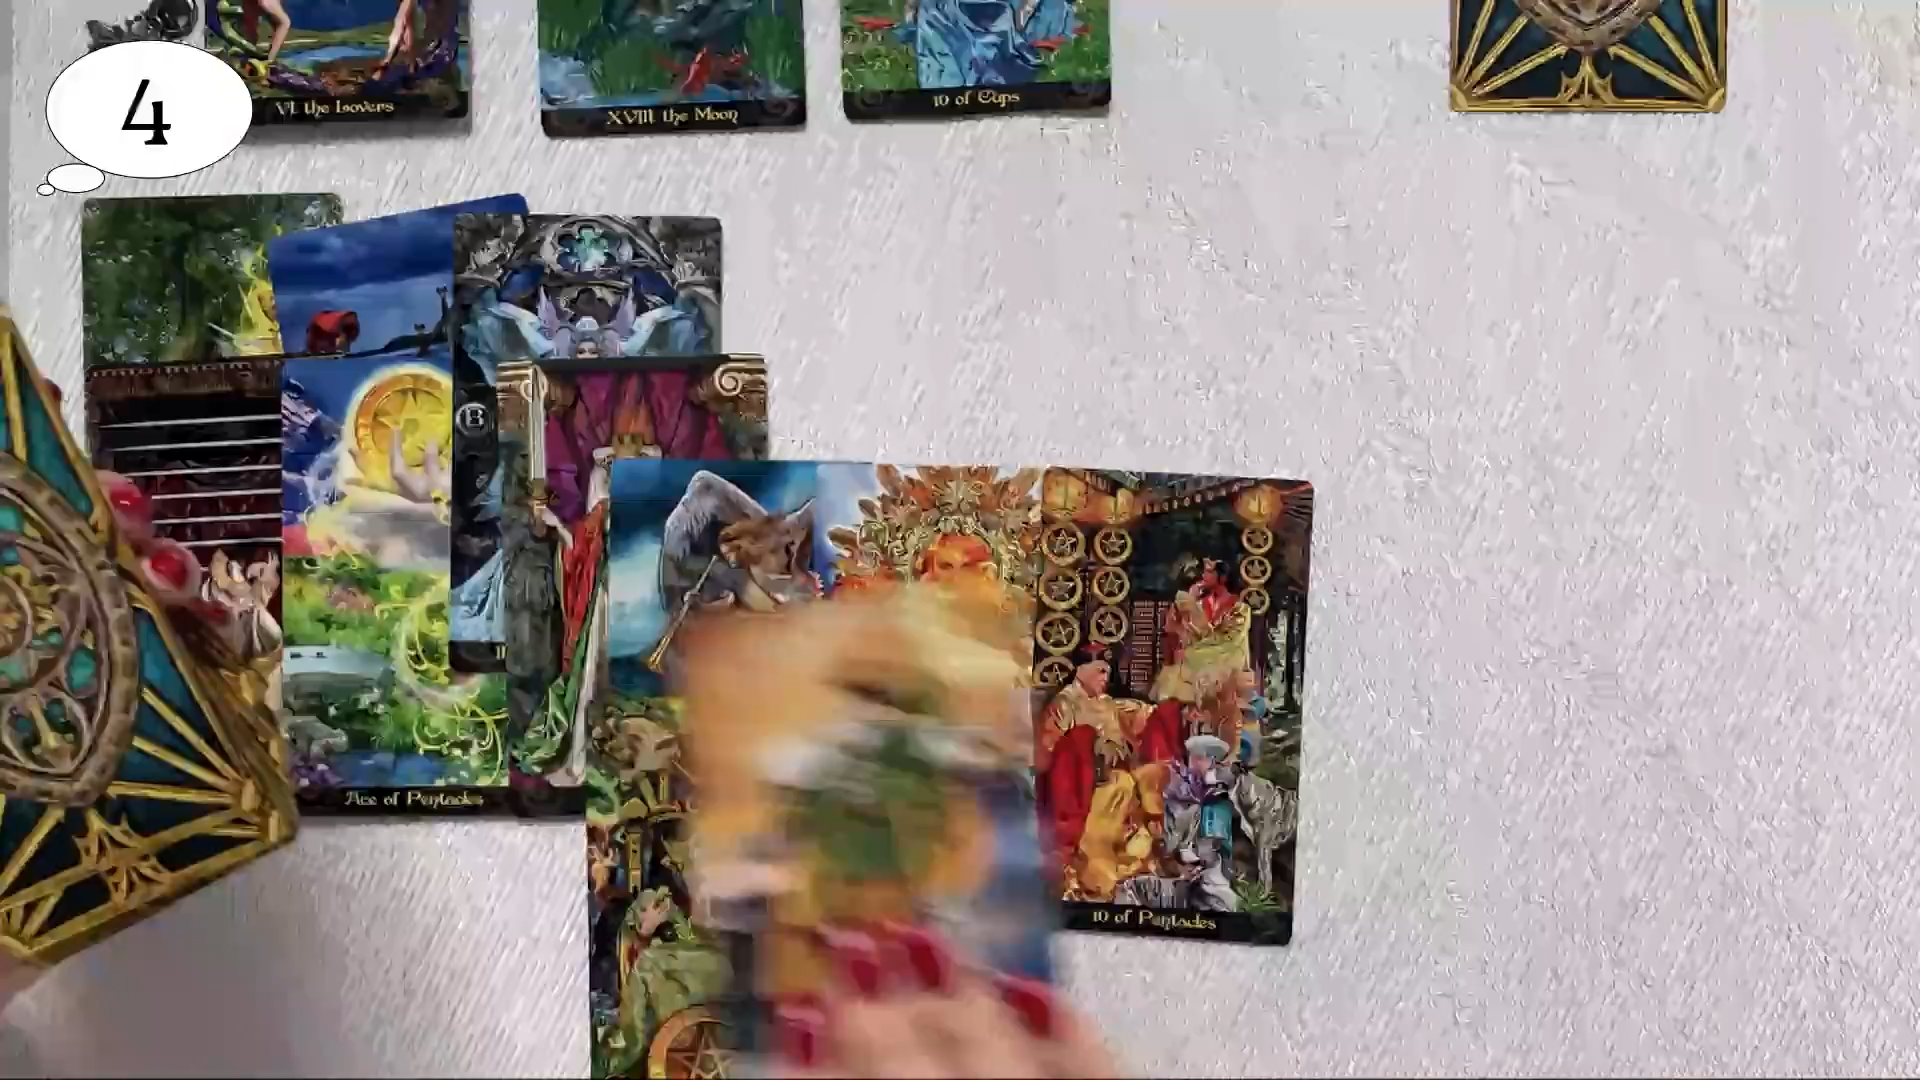 4
VI the Lovers
XVIII the Moon
10 of Cups
B
Ace of Pentacles
10 of Pentacles